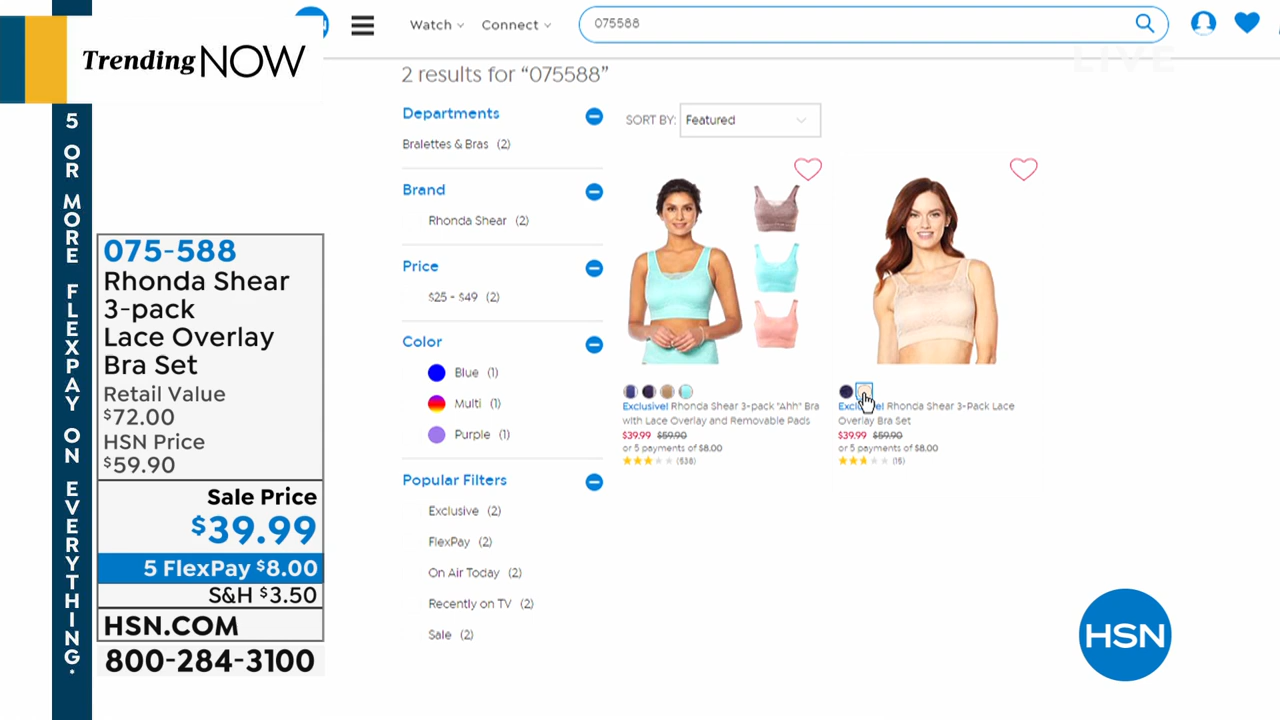 Trending NOW
5 OR MORE FLEXPAY ON EVERYTHING.
075-588
Rhonda Shear
3-pack
Lace Overlay
Bra Set
Retail Value
$72.00
HSN Price
$59.90
Sale Price
$39.99
5 FlexPay $8.00
S&H $3.50
HSN.COM
800-284-3100
Watch
Connect
075588
LIVE
2 results for “075588”
Departments
Bralettes & Bras (2)
Brand
Rhonda Shear (2)
Price
$25 - $49 (2)
Color
Blue (1)
Multi (1)
Purple (1)
Popular Filters
Exclusive (2)
FlexPay (2)
On Air Today (2)
Recently on TV (2)
Sale (2)
SORT BY: Featured
Exclusive! Rhonda Shear 3-pack "Ahh" Bra
with Lace Overlay and Removable Pads
$39.99 $59.90
or 5 payments of $8.00
(538)
Rhonda Shear 3-Pack Lace
Overlay Bra Set
$39.99 $59.90
or 5 payments of $8.00
(15)
HSN